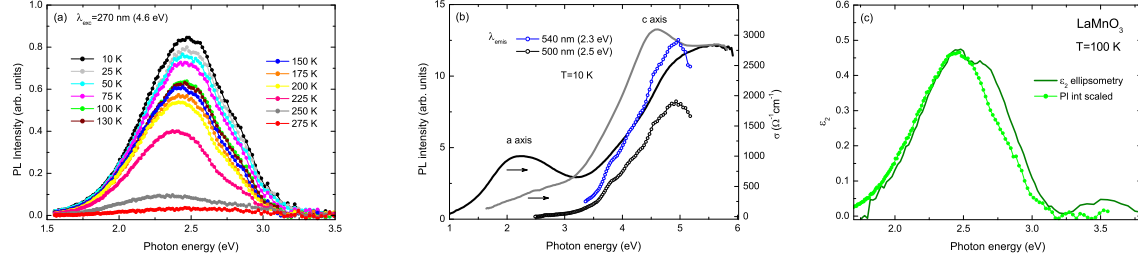 (a) λexc=270 nm (4.6 eV)
PL Intensity (arb. units)
0.8
0.6
0.4
0.2
0.0
10 K
25 K
50 K
75 K
100 K
130 K
150 K
175 K
200 K
225 K
250 K
275 K
1.5 2.0 2.5 3.0 3.5
Photon energy (eV)
(b)
c axis
λemis
540 nm (2.3 eV)
500 nm (2.5 eV)
T=10 K
a axis
PL Intensity (arb. units)
15
10
5
0
3000
2500
2000
1500
1000
500
0
σ (Ω⁻¹cm⁻¹)
1 2 3 4 5 6
Photon energy (eV)
(c)
LaMnO₃
T=100 K
ε₂ ellipsometry
Pl int scaled
ε₂
0.6
0.5
0.4
0.3
0.2
0.1
0.0
2.0 2.5 3.0 3.5
Photon energy (eV)